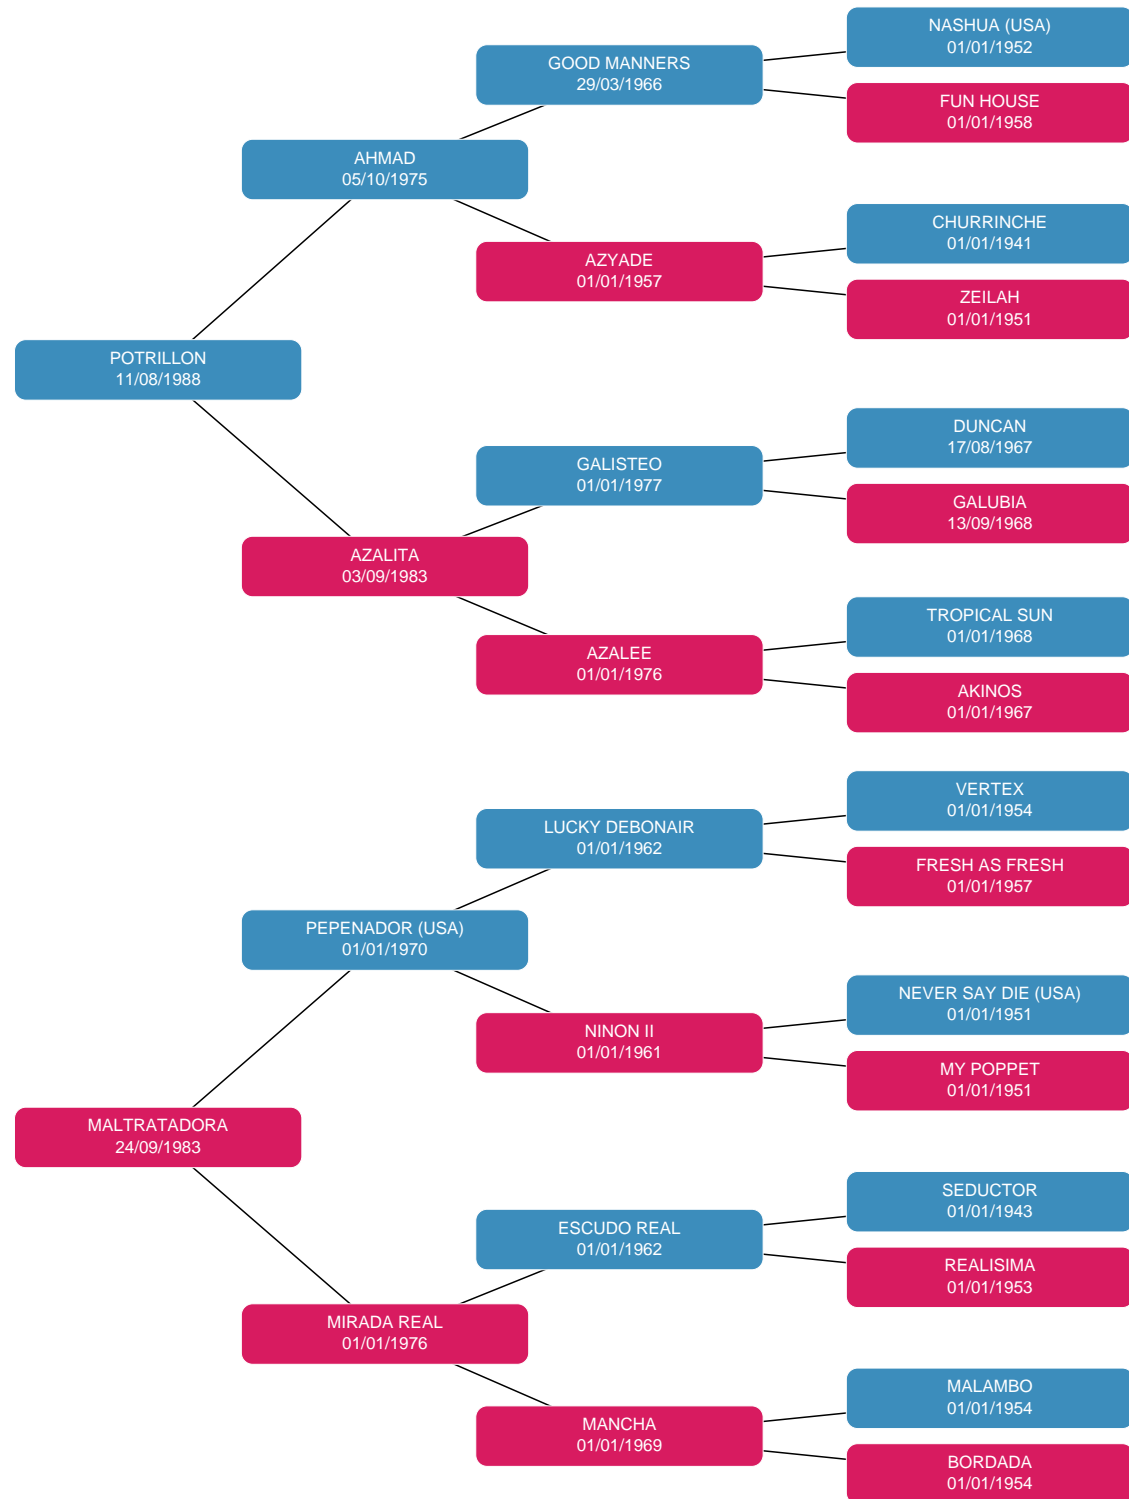 NASHUA (USA)
01/01/1952
GOOD MANNERS
29/03/1966
FUN HOUSE
01/01/1958
AHMAD
05/10/1975
CHURRINCHE
01/01/1941
AZYADE
01/01/1957
ZEILAH
01/01/1951
POTRILLON
11/08/1988
DUNCAN
17/08/1967
GALISTEO
01/01/1977
GALUBIA
13/09/1968
AZALITA
03/09/1983
TROPICAL SUN
01/01/1968
AZALEE
01/01/1976
AKINOS
01/01/1967
VERTEX
01/01/1954
LUCKY DEBONAIR
01/01/1962
FRESH AS FRESH
01/01/1957
PEPENADOR (USA)
01/01/1970
NEVER SAY DIE (USA)
01/01/1951
NINON II
01/01/1961
MY POPPET
01/01/1951
MALTRATADORA
24/09/1983
SEDUCTOR
01/01/1943
ESCUDO REAL
01/01/1962
REALISIMA
01/01/1953
MIRADA REAL
01/01/1976
MALAMBO
01/01/1954
MANCHA
01/01/1969
BORDADA
01/01/1954